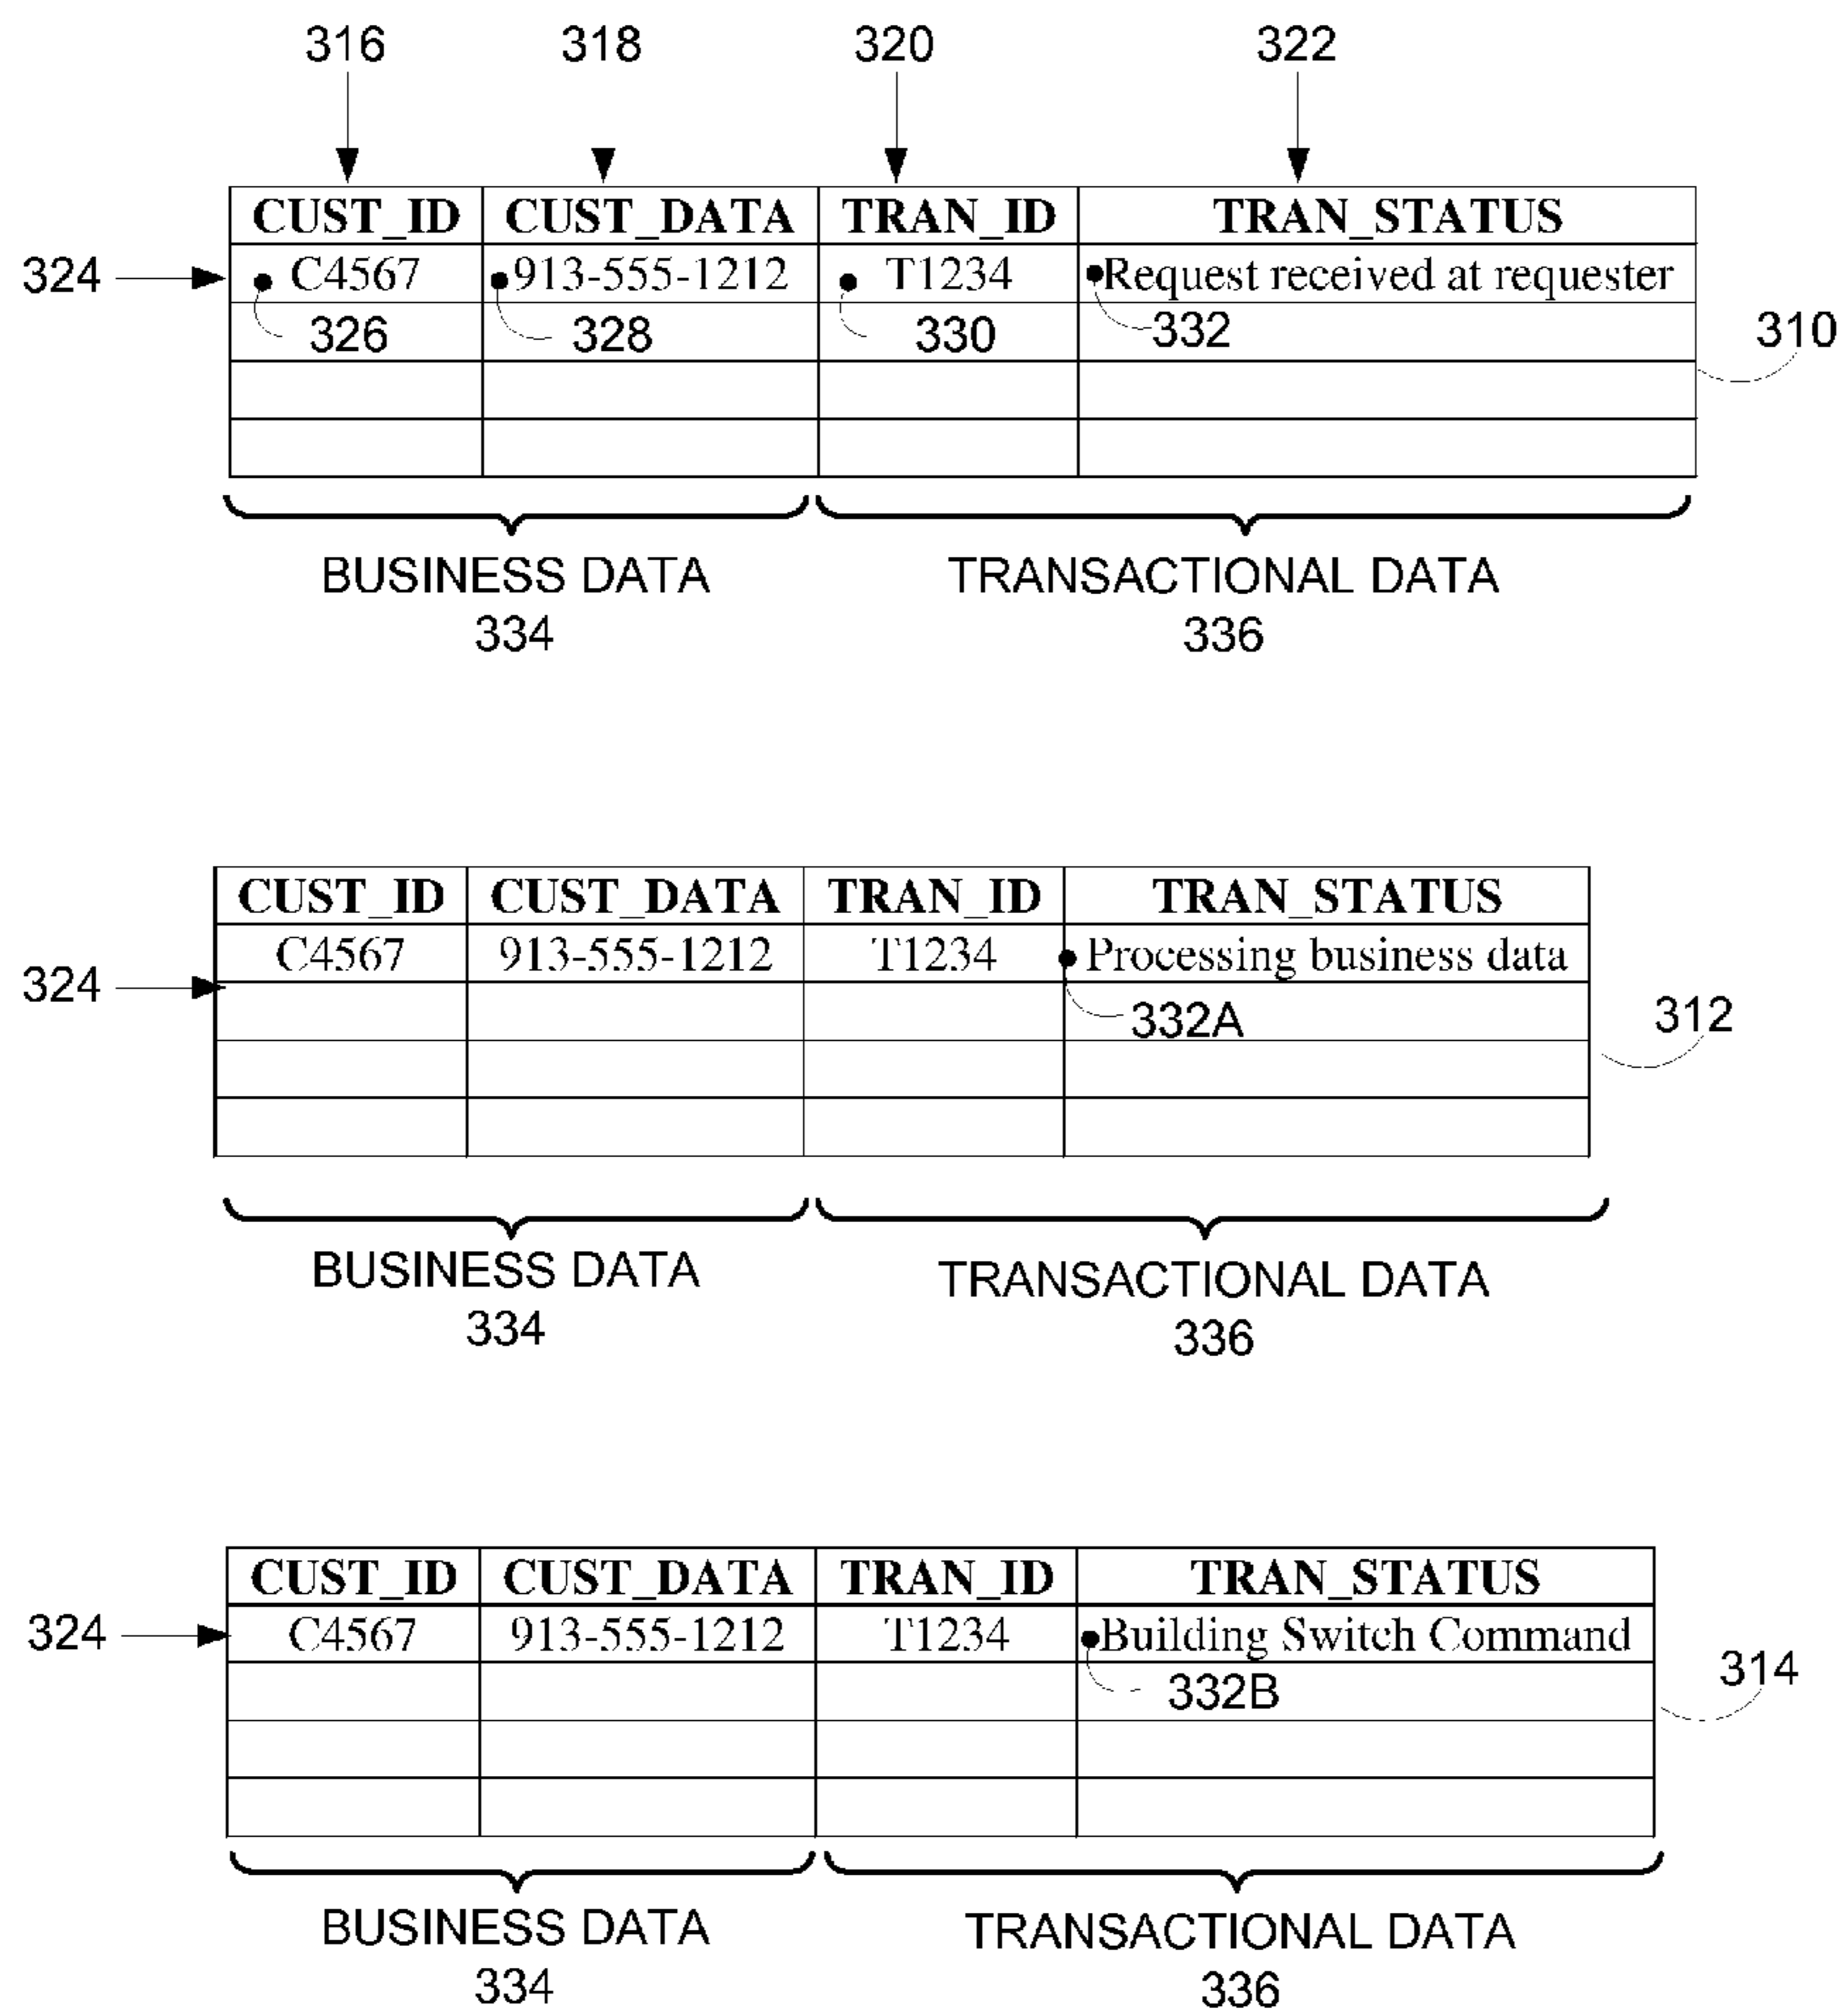 316 318 320 322
CUST_ID CUST_DATA TRAN_ID TRAN_STATUS
324 C4567 913-555-1212 T1234 Request received at requester
326 328 330 332 310
BUSINESS DATA TRANSACTIONAL DATA
334 336
CUST_ID CUST_DATA TRAN_ID TRAN_STATUS
C4567 913-555-1212 T1234 Processing business data
324
332A 312
BUSINESS DATA TRANSACTIONAL DATA
334 336
CUST_ID CUST_DATA TRAN_ID TRAN_STATUS
324 C4567 913-555-1212 T1234 Building Switch Command
332B 314
BUSINESS DATA TRANSACTIONAL DATA
334 336